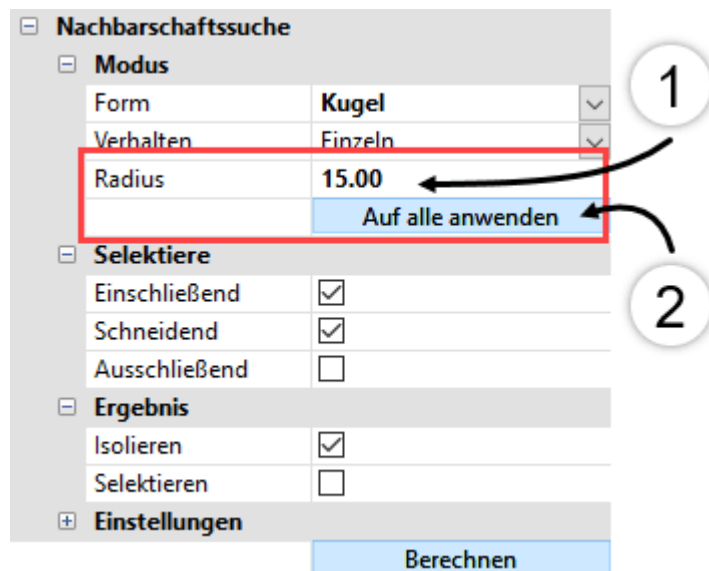 Nachbarschaftssuche
Modus
Form Kugel
Verhalten Einzeln
Radius 15.00
Auf alle anwenden
Selektiere
Einschließend
Schneidend
Ausschließend
Ergebnis
Isolieren
Selektieren
Einstellungen
Berechnen
1
2